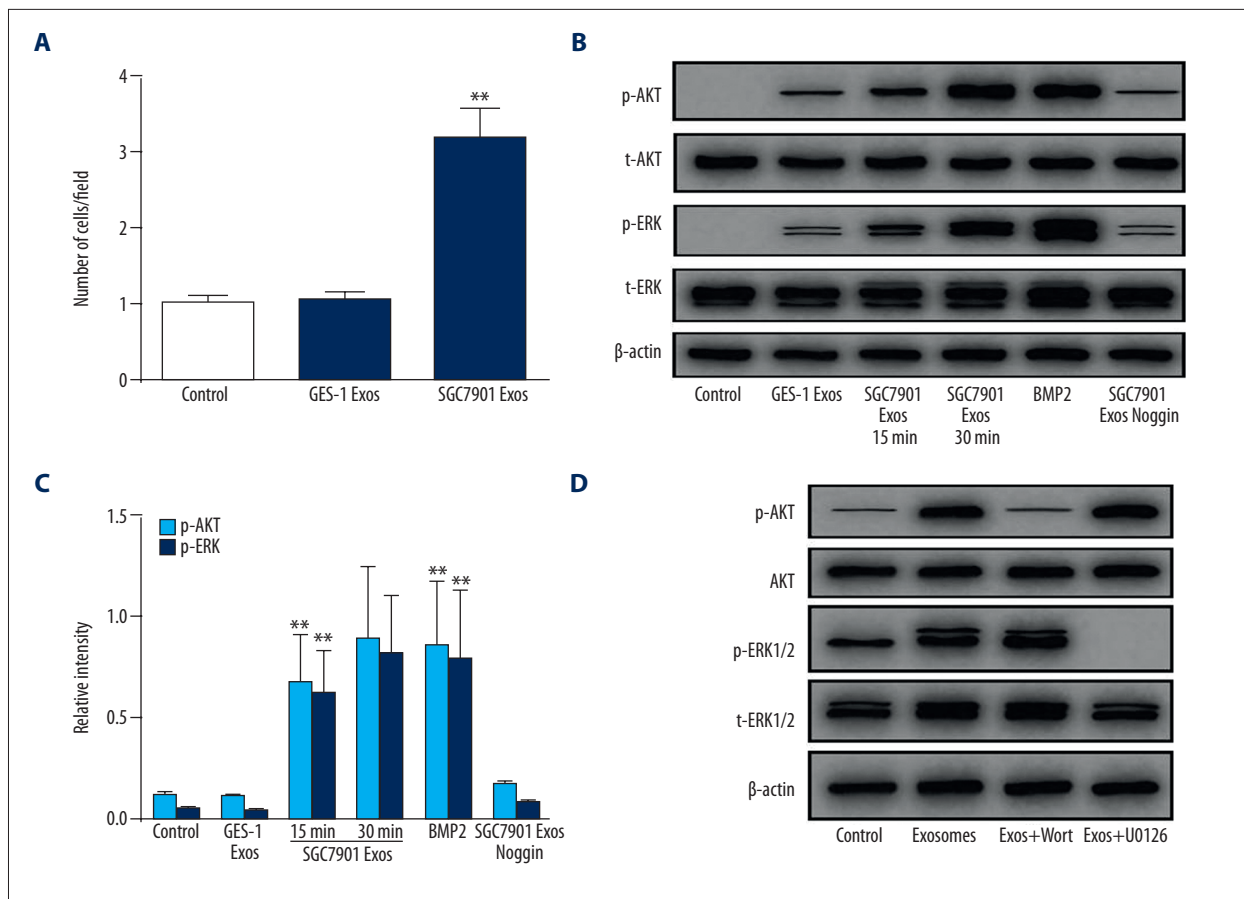 A
4
3
2
1
0
Number of cells/field
**
Control
GES-1 Exos
SGC7901 Exos
B
p-AKT
t-AKT
p-ERK
t-ERK
β-actin
Control
GES-1 Exos
SGC7901
Exos
15 min
SGC7901
Exos
30 min
BMP2
SGC7901
Exos Noggin
C
1.5
1.0
0.5
0.0
Relative intensity
p-AKT
p-ERK
**
**
**
**
Control
GES-1
Exos
15 min
30 min
SGC7901 Exos
BMP2
SGC7901 Exos
Noggin
D
p-AKT
AKT
p-ERK1/2
t-ERK1/2
β-actin
Control
Exosomes
Exos+Wort
Exos+U0126